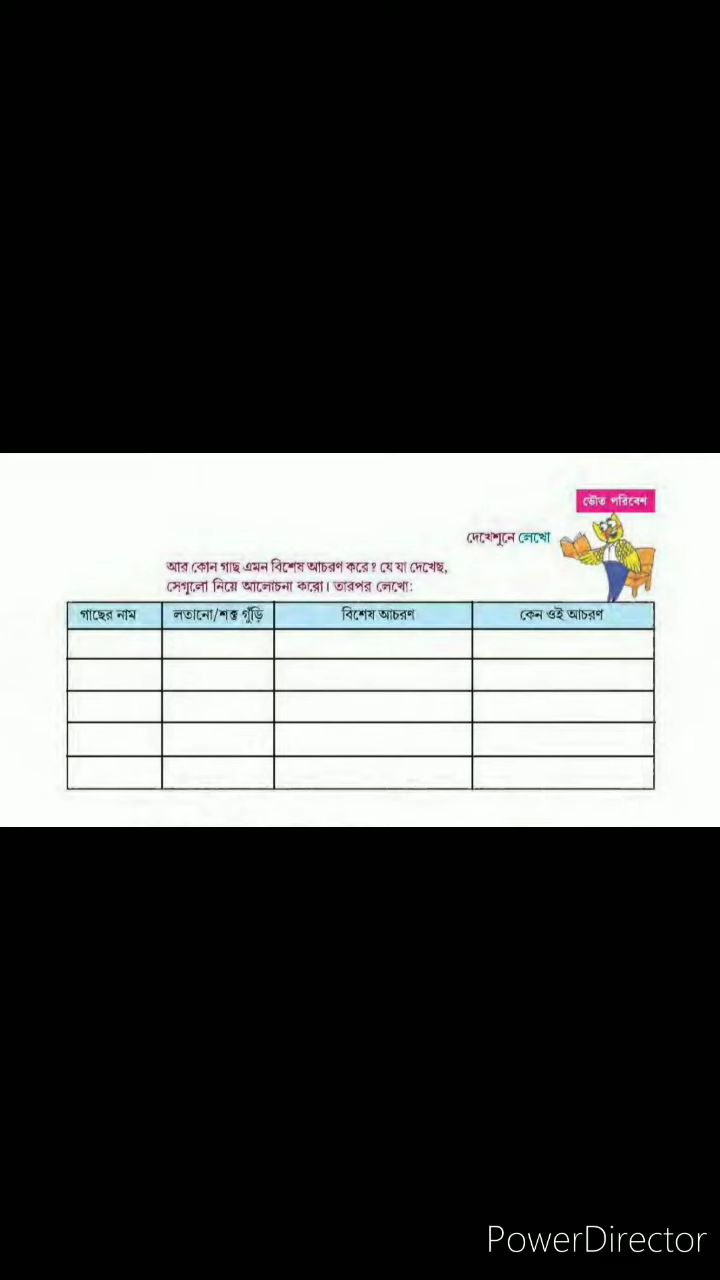 ভৌত পরিবেশ
দেখেশুনে লেখো
আর কোন গাছ এমন বিশেষ আচরণ করে? যে যা দেখেছ,
সেগুলো নিয়ে আলোচনা করো। তারপর লেখো:
গাছের নাম লতানো/শক্ত গুঁড়ি বিশেষ আচরণ কেন ওই আচরণ
PowerDirector